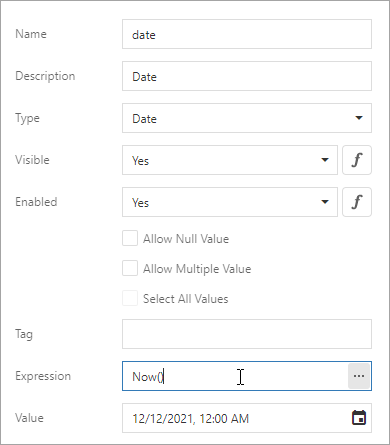 Name date
Description Date
Type Date
Visible Yes f
Enabled Yes f
Allow Null Value
Allow Multiple Value
Select All Values
Tag
Expression Now() ...
Value 12/12/2021, 12:00 AM